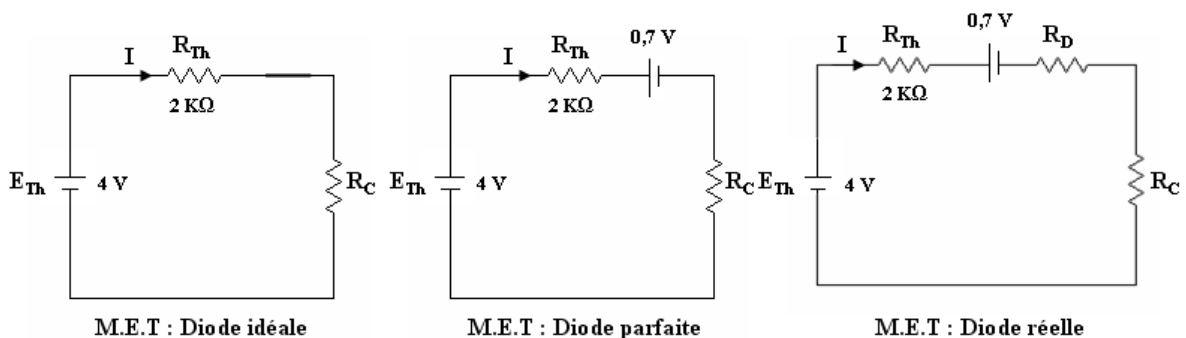 I
R_Th
2 KΩ
E_Th
4 V
R_C
M.E.T : Diode idéale
I
R_Th
0,7 V
2 KΩ
E_Th
4 V
R_C
M.E.T : Diode parfaite
I
R_Th
0,7 V
R_D
2 KΩ
E_Th
4 V
R_C
M.E.T : Diode réelle